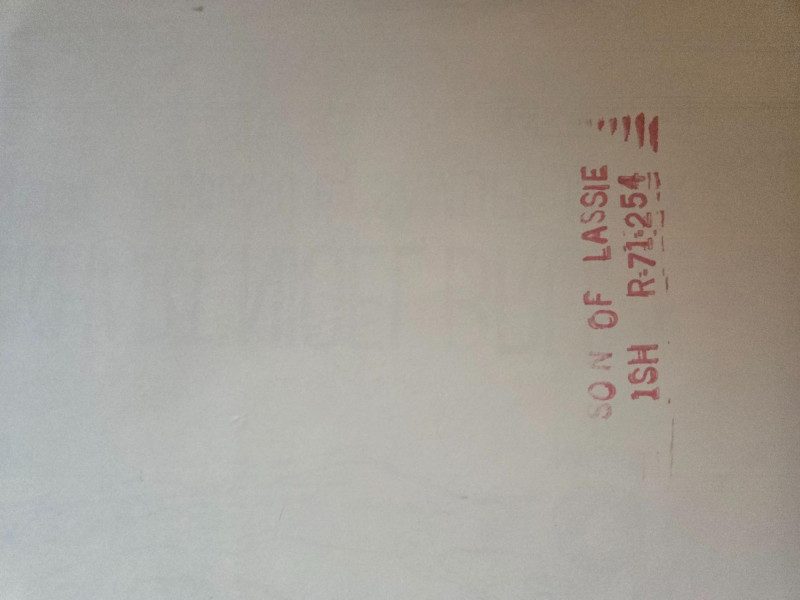 SON OF LASSIE
1SH R-71-254